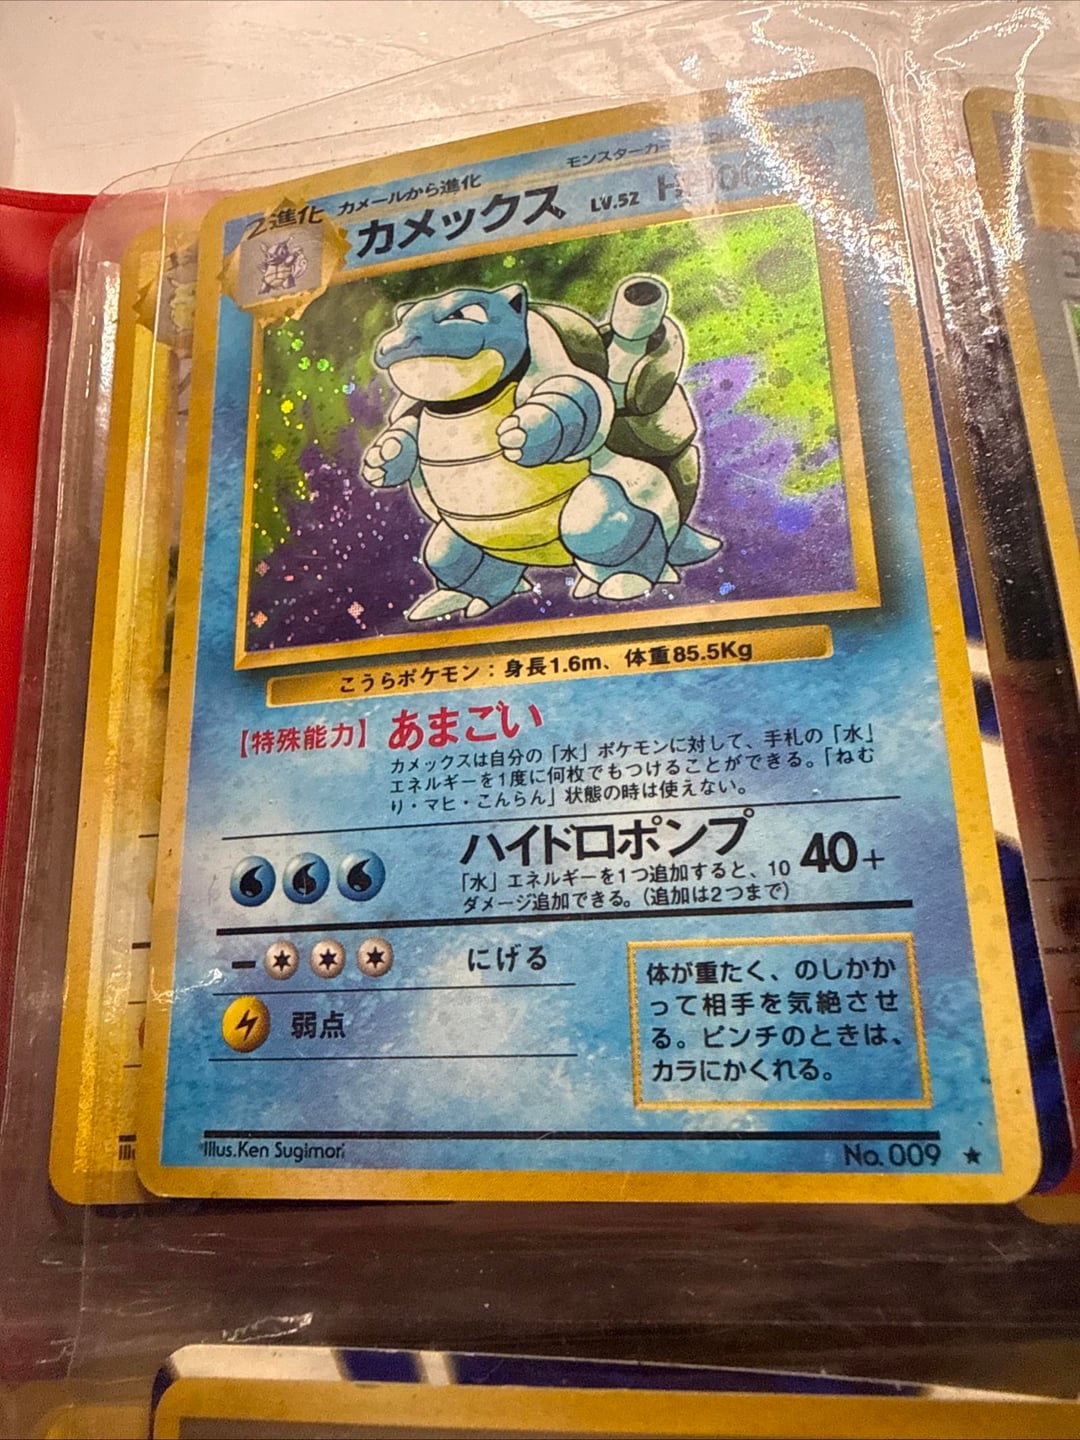 モンスターカー
2進化 カメールから進化
カメックス LV.52
こうらポケモン：身長1.6m、体重85.5Kg
【特殊能力】 あまごい
カメックスは自分の「水」ポケモンに対して、手札の「水」
エネルギーを1度に何枚でもつけることができる。「ねむ
り・マヒ・こんらん」状態の時は使えない。
ハイドロポンプ 40+
「水」エネルギーを1つ追加すると、10
ダメージ追加できる。（追加は2つまで）
にげる
弱点
体が重たく、のしかか
って相手を気絶させ
る。ピンチのときは、
カラにかくれる。
Illus.Ken Sugimori
No.009 ★